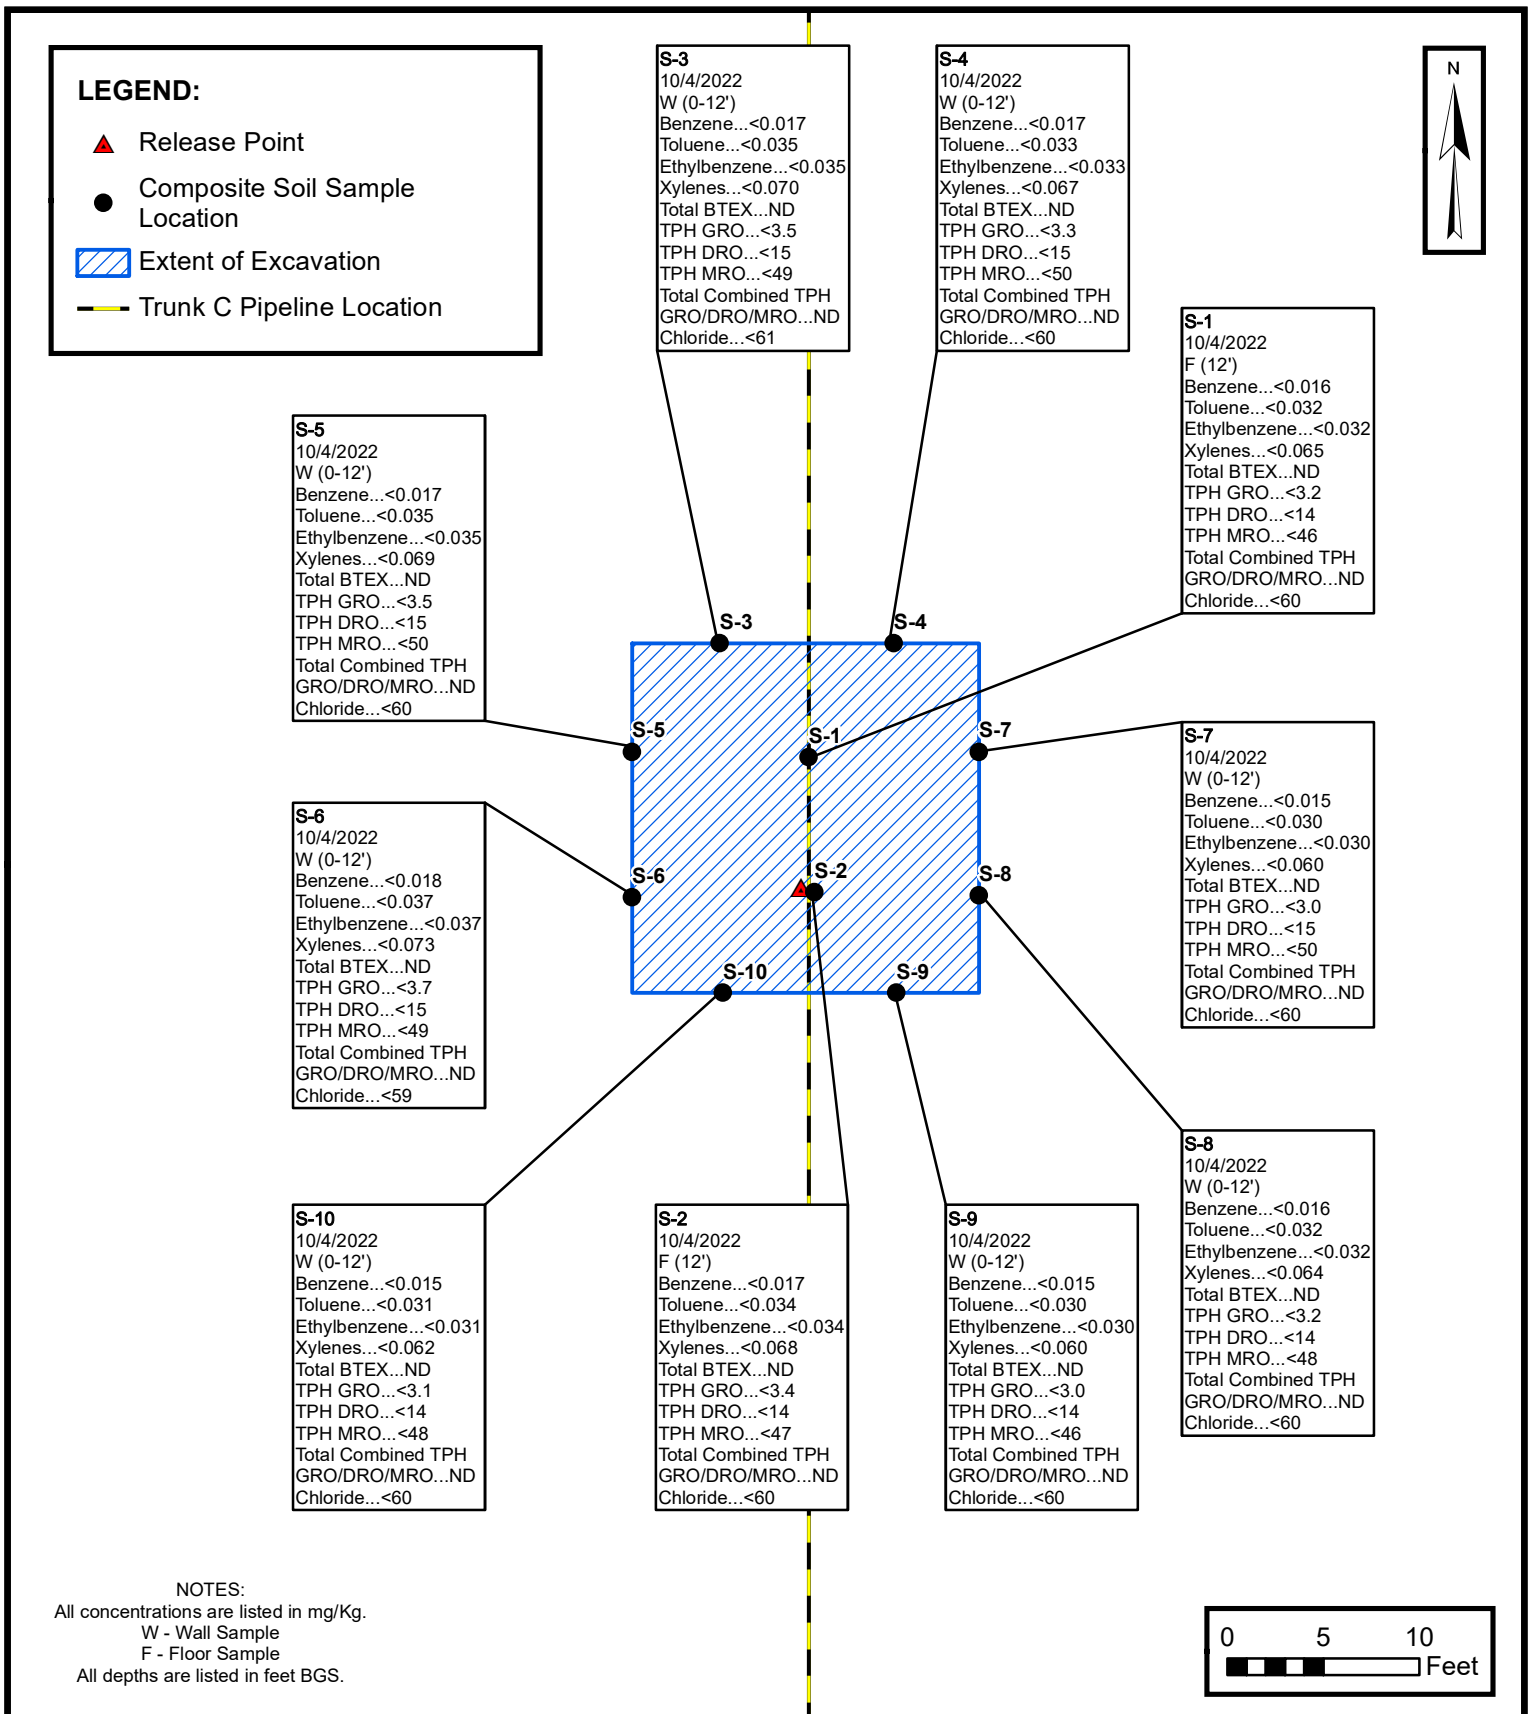 LEGEND:
Release Point
Composite Soil Sample
Location
Extent of Excavation
Trunk C Pipeline Location
S-3
10/4/2022
W (0-12')
Benzene...<0.017
Toluene...<0.035
Ethylbenzene...<0.035
Xylenes...<0.070
Total BTEX...ND
TPH GRO...<3.5
TPH DRO...<15
TPH MRO...<49
Total Combined TPH
GRO/DRO/MRO...ND
Chloride...<61
S-4
10/4/2022
W (0-12')
Benzene...<0.017
Toluene...<0.033
Ethylbenzene...<0.033
Xylenes...<0.067
Total BTEX...ND
TPH GRO...<3.3
TPH DRO...<15
TPH MRO...<50
Total Combined TPH
GRO/DRO/MRO...ND
Chloride...<60
N
S-1
10/4/2022
F (12')
Benzene...<0.016
Toluene...<0.032
Ethylbenzene...<0.032
Xylenes...<0.065
Total BTEX...ND
TPH GRO...<3.2
TPH DRO...<14
TPH MRO...<46
Total Combined TPH
GRO/DRO/MRO...ND
Chloride...<60
S-5
10/4/2022
W (0-12')
Benzene...<0.017
Toluene...<0.035
Ethylbenzene...<0.035
Xylenes...<0.069
Total BTEX...ND
TPH GRO...<3.5
TPH DRO...<15
TPH MRO...<50
Total Combined TPH
GRO/DRO/MRO...ND
Chloride...<60
S-3
S-4
S-5
S-1
S-7
S-6
S-2
S-8
S-10
S-9
S-7
10/4/2022
W (0-12')
Benzene...<0.015
Toluene...<0.030
Ethylbenzene...<0.030
Xylenes...<0.060
Total BTEX...ND
TPH GRO...<3.0
TPH DRO...<15
TPH MRO...<50
Total Combined TPH
GRO/DRO/MRO...ND
Chloride...<60
S-6
10/4/2022
W (0-12')
Benzene...<0.018
Toluene...<0.037
Ethylbenzene...<0.037
Xylenes...<0.073
Total BTEX...ND
TPH GRO...<3.7
TPH DRO...<15
TPH MRO...<49
Total Combined TPH
GRO/DRO/MRO...ND
Chloride...<59
S-8
10/4/2022
W (0-12')
Benzene...<0.016
Toluene...<0.032
Ethylbenzene...<0.032
Xylenes...<0.064
Total BTEX...ND
TPH GRO...<3.2
TPH DRO...<14
TPH MRO...<48
Total Combined TPH
GRO/DRO/MRO...ND
Chloride...<60
S-10
10/4/2022
W (0-12')
Benzene...<0.015
Toluene...<0.031
Ethylbenzene...<0.031
Xylenes...<0.062
Total BTEX...ND
TPH GRO...<3.1
TPH DRO...<14
TPH MRO...<48
Total Combined TPH
GRO/DRO/MRO...ND
Chloride...<60
S-2
10/4/2022
F (12')
Benzene...<0.017
Toluene...<0.034
Ethylbenzene...<0.034
Xylenes...<0.068
Total BTEX...ND
TPH GRO...<3.4
TPH DRO...<14
TPH MRO...<47
Total Combined TPH
GRO/DRO/MRO...ND
Chloride...<60
S-9
10/4/2022
W (0-12')
Benzene...<0.015
Toluene...<0.030
Ethylbenzene...<0.030
Xylenes...<0.060
Total BTEX...ND
TPH GRO...<3.0
TPH DRO...<14
TPH MRO...<46
Total Combined TPH
GRO/DRO/MRO...ND
Chloride...<60
NOTES:
All concentrations are listed in mg/Kg.
W - Wall Sample
F - Floor Sample
All depths are listed in feet BGS.
0 5 10
Feet